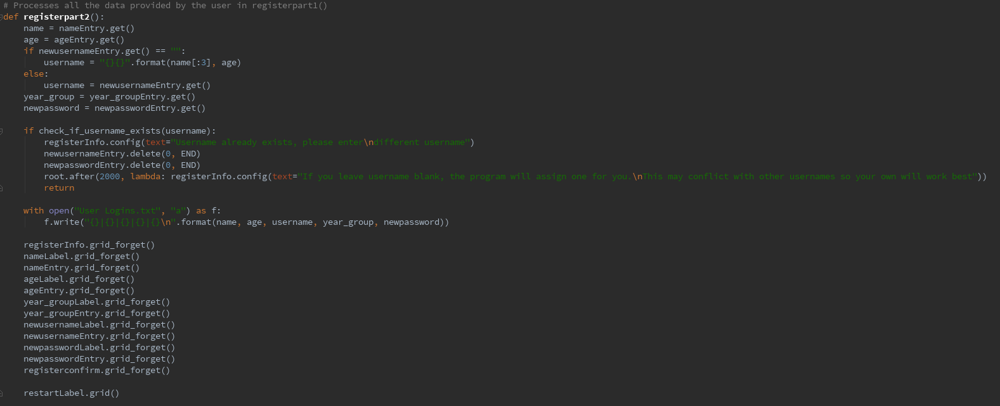 # Processes all the data provided by the user in registerpart1()
def registerpart2():
    name = nameEntry.get()
    age = ageEntry.get()
    if newusernameEntry.get() == "":
        username = "{}{}".format(name[:3], age)
    else:
        username = newusernameEntry.get()
    year_group = year_groupEntry.get()
    newpassword = newpasswordEntry.get()

    if check_if_username_exists(username):
        registerInfo.config(text="Username already exists, please enter\ndifferent username")
        newusernameEntry.delete(0, END)
        newpasswordEntry.delete(0, END)
        root.after(2000, lambda: registerInfo.config(text="If you leave username blank, the program will assign one for you.\nThis may conflict with other usernames so your own will work best"))
        return

    with open("User Logins.txt", "a") as f:
        f.write("{}|{}|{}|{}|{}\n".format(name, age, username, year_group, newpassword))

    registerInfo.grid_forget()
    nameLabel.grid_forget()
    nameEntry.grid_forget()
    ageLabel.grid_forget()
    ageEntry.grid_forget()
    year_groupLabel.grid_forget()
    year_groupEntry.grid_forget()
    newusernameLabel.grid_forget()
    newusernameEntry.grid_forget()
    newpasswordLabel.grid_forget()
    newpasswordEntry.grid_forget()
    registerconfirm.grid_forget()

    restartLabel.grid()